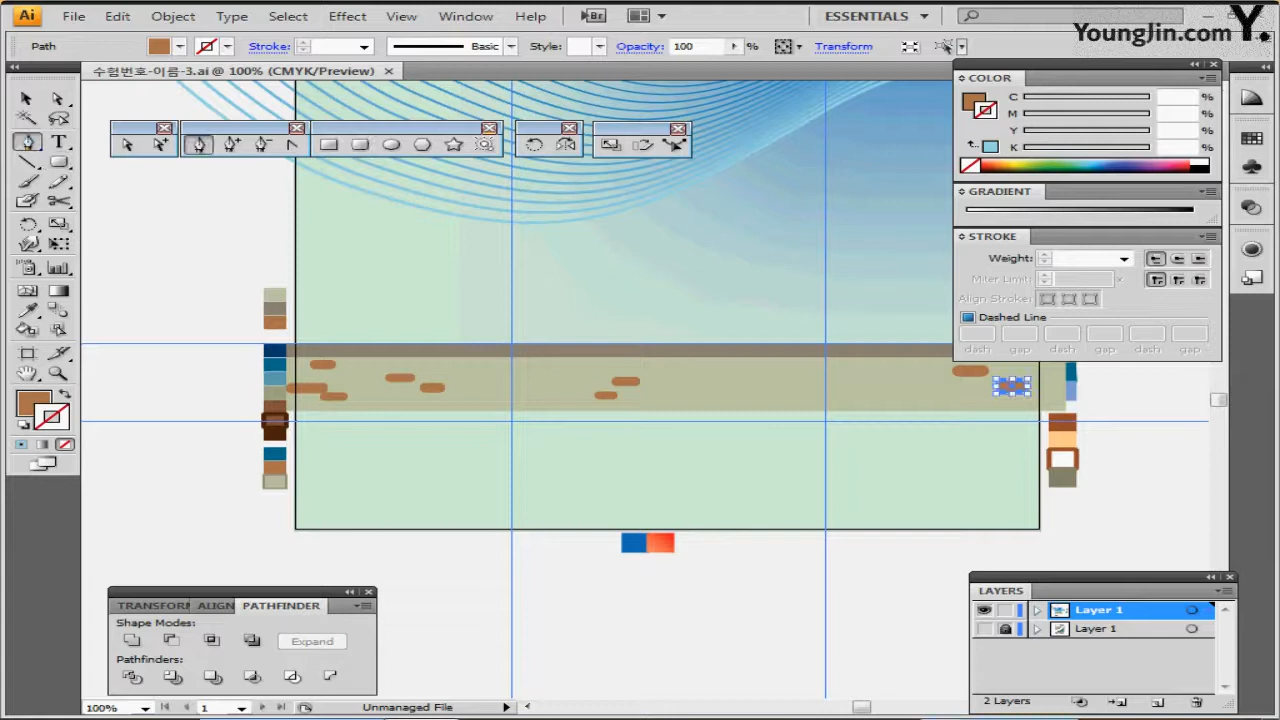 Ai File Edit Object Type Select Effect View Window Help Br ESSENTIALS
YoungJin.com Y.
Path Stroke: Basic Style: Opacity: 100 % Transform
수험번호-이름-3.ai @ 100% (CMYK/Preview)
COLOR
C %
M %
Y %
K %
GRADIENT
STROKE
Weight:
Miter Limit: x
Align Stroke:
Dashed Line
dash gap dash gap dash gap
TRANSFORM ALIGN PATHFINDER
Shape Modes:
Expand
Pathfinders:
LAYERS
Layer 1
Layer 1
2 Layers
100% 1 Unmanaged File